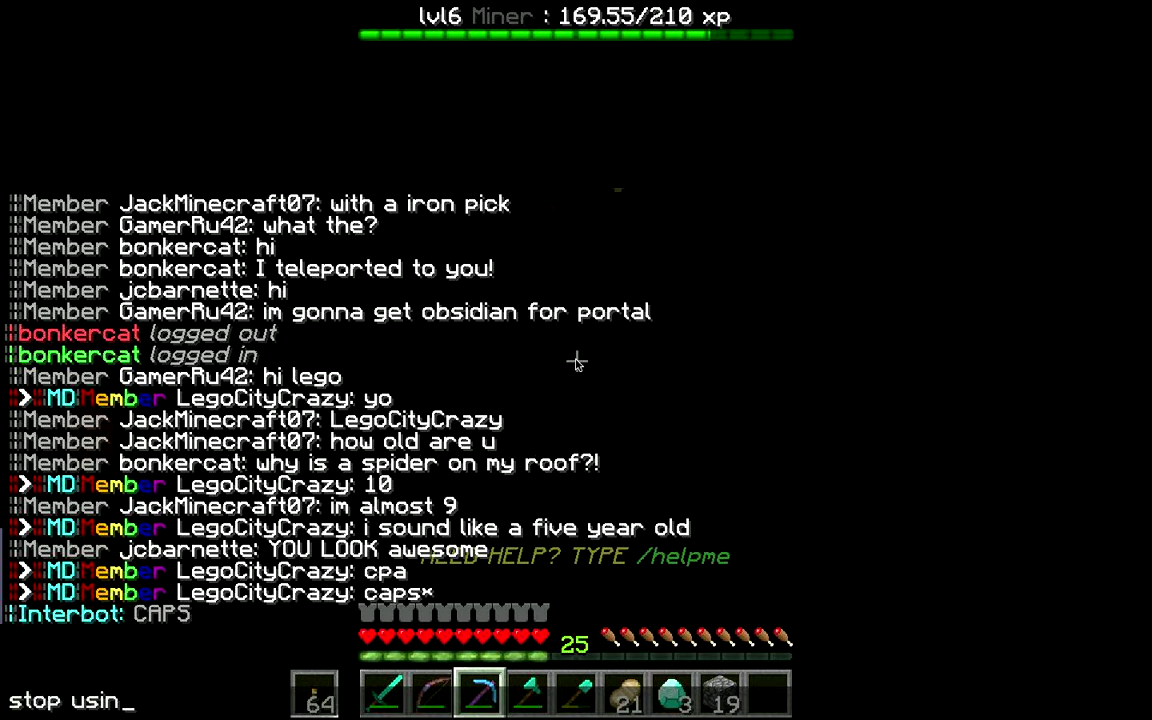 lvl6 Miner : 169.55/210 xp
Member JackMinecraft07: with a iron pick
Member GamerRu42: what the?
Member bonkercat: hi
Member bonkercat: I teleported to you!
Member jcbarnette: hi
Member GamerRu42: im gonna get obsidian for portal
bonkercat logged out
bonkercat logged in
Member GamerRu42: hi lego
> MD Member LegoCityCrazy: yo
Member JackMinecraft07: LegoCityCrazy
Member JackMinecraft07: how old are u
Member bonkercat: why is a spider on my roof?!
> MD Member LegoCityCrazy: 10
Member JackMinecraft07: im almost 9
> MD Member LegoCityCrazy: i sound like a five year old
Member jcbarnette: YOU LOOK awesome
NEED HELP? TYPE /helpme
> MD Member LegoCityCrazy: cpa
> MD Member LegoCityCrazy: caps*
Interbot: CAPS
25
64 21 3 19
stop usin_